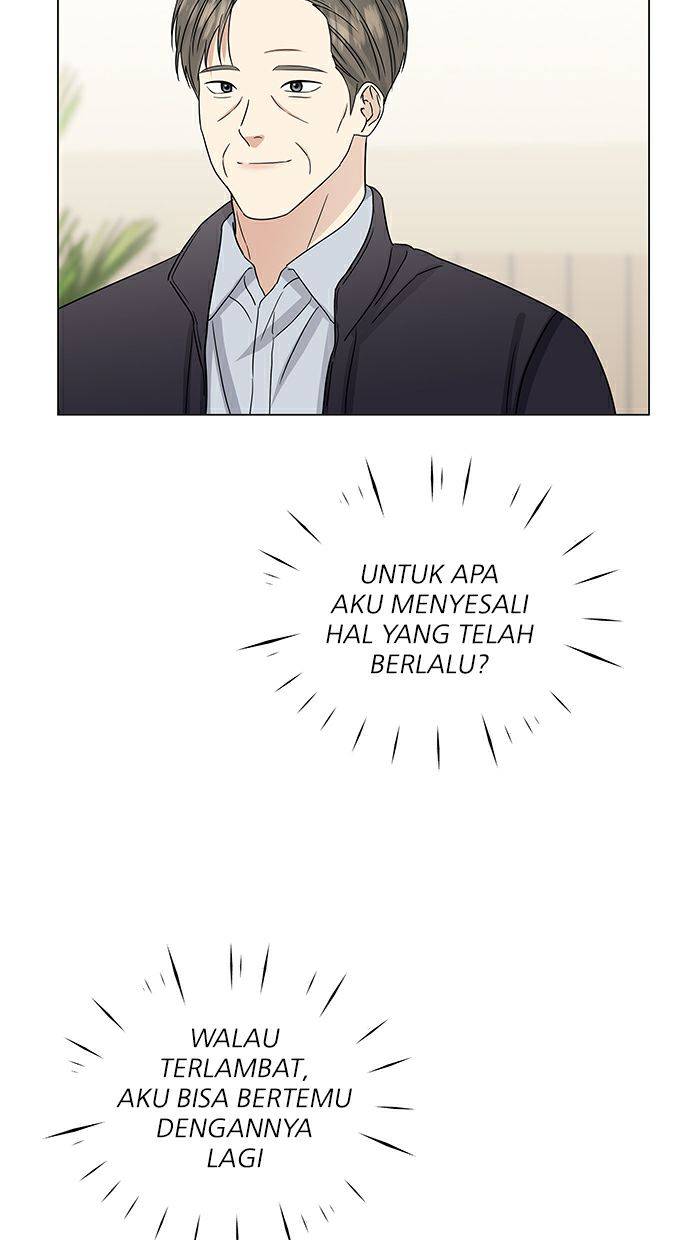 UNTUK APA
AKU MENYESALI
HAL YANG TELAH
BERLALU?
WALAU
TERLAMBAT,
AKU BISA BERTEMU
DENGANNYA
LAGI